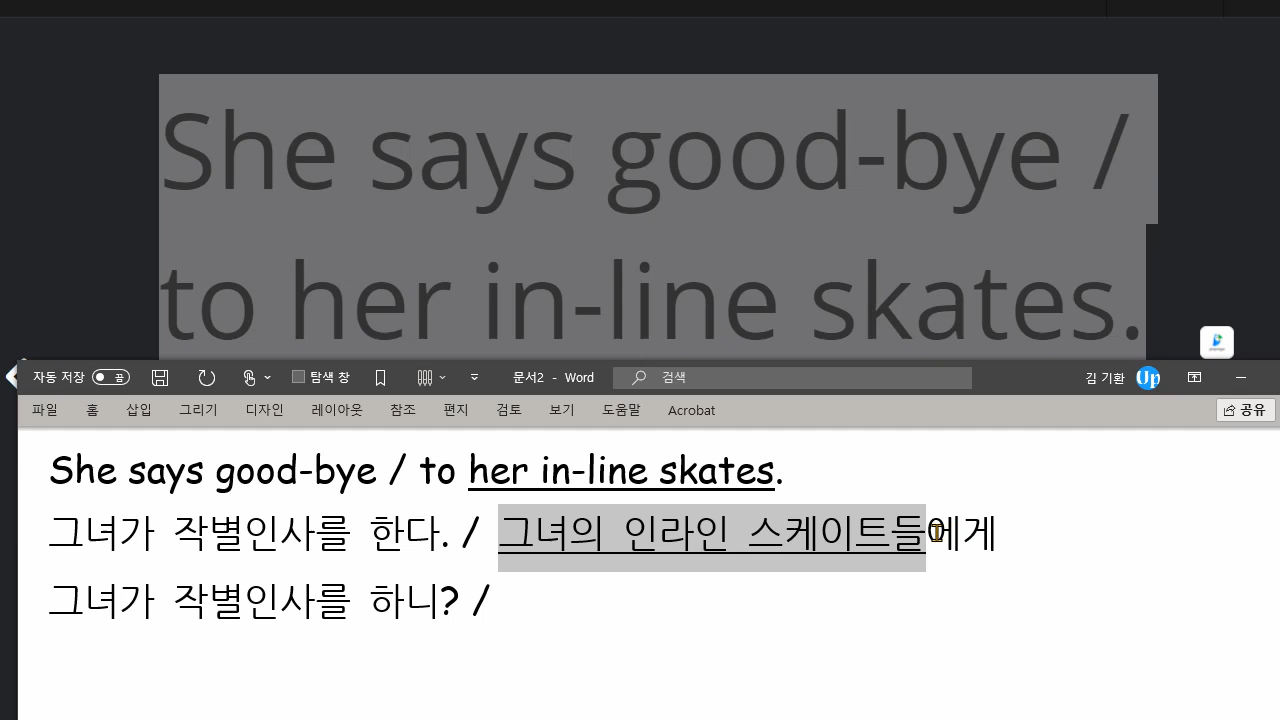 She says good-bye /
to her in-line skates.
자동 저장 끔 탐색 창 문서2 - Word 검색 김 기환 Up
파일 홈 삽입 그리기 디자인 레이아웃 참조 편지 검토 보기 도움말 Acrobat 공유
She says good-bye / to her in-line skates.
그녀가 작별인사를 한다. / 그녀의 인라인 스케이트들에게
그녀가 작별인사를 하니? /